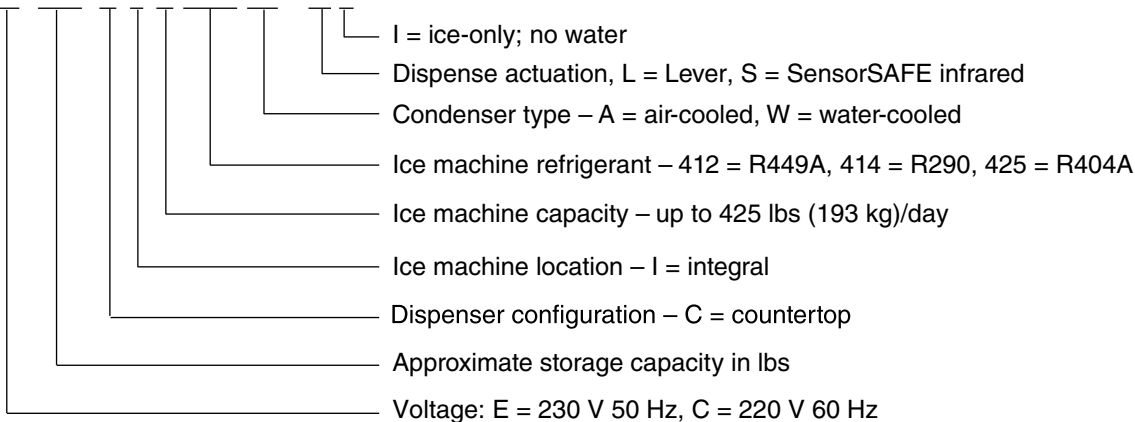 I = ice-only; no water
Dispense actuation, L = Lever, S = SensorSAFE infrared
Condenser type – A = air-cooled, W = water-cooled
Ice machine refrigerant – 412 = R449A, 414 = R290, 425 = R404A
Ice machine capacity – up to 425 lbs (193 kg)/day
Ice machine location – I = integral
Dispenser configuration – C = countertop
Approximate storage capacity in lbs
Voltage: E = 230 V 50 Hz, C = 220 V 60 Hz